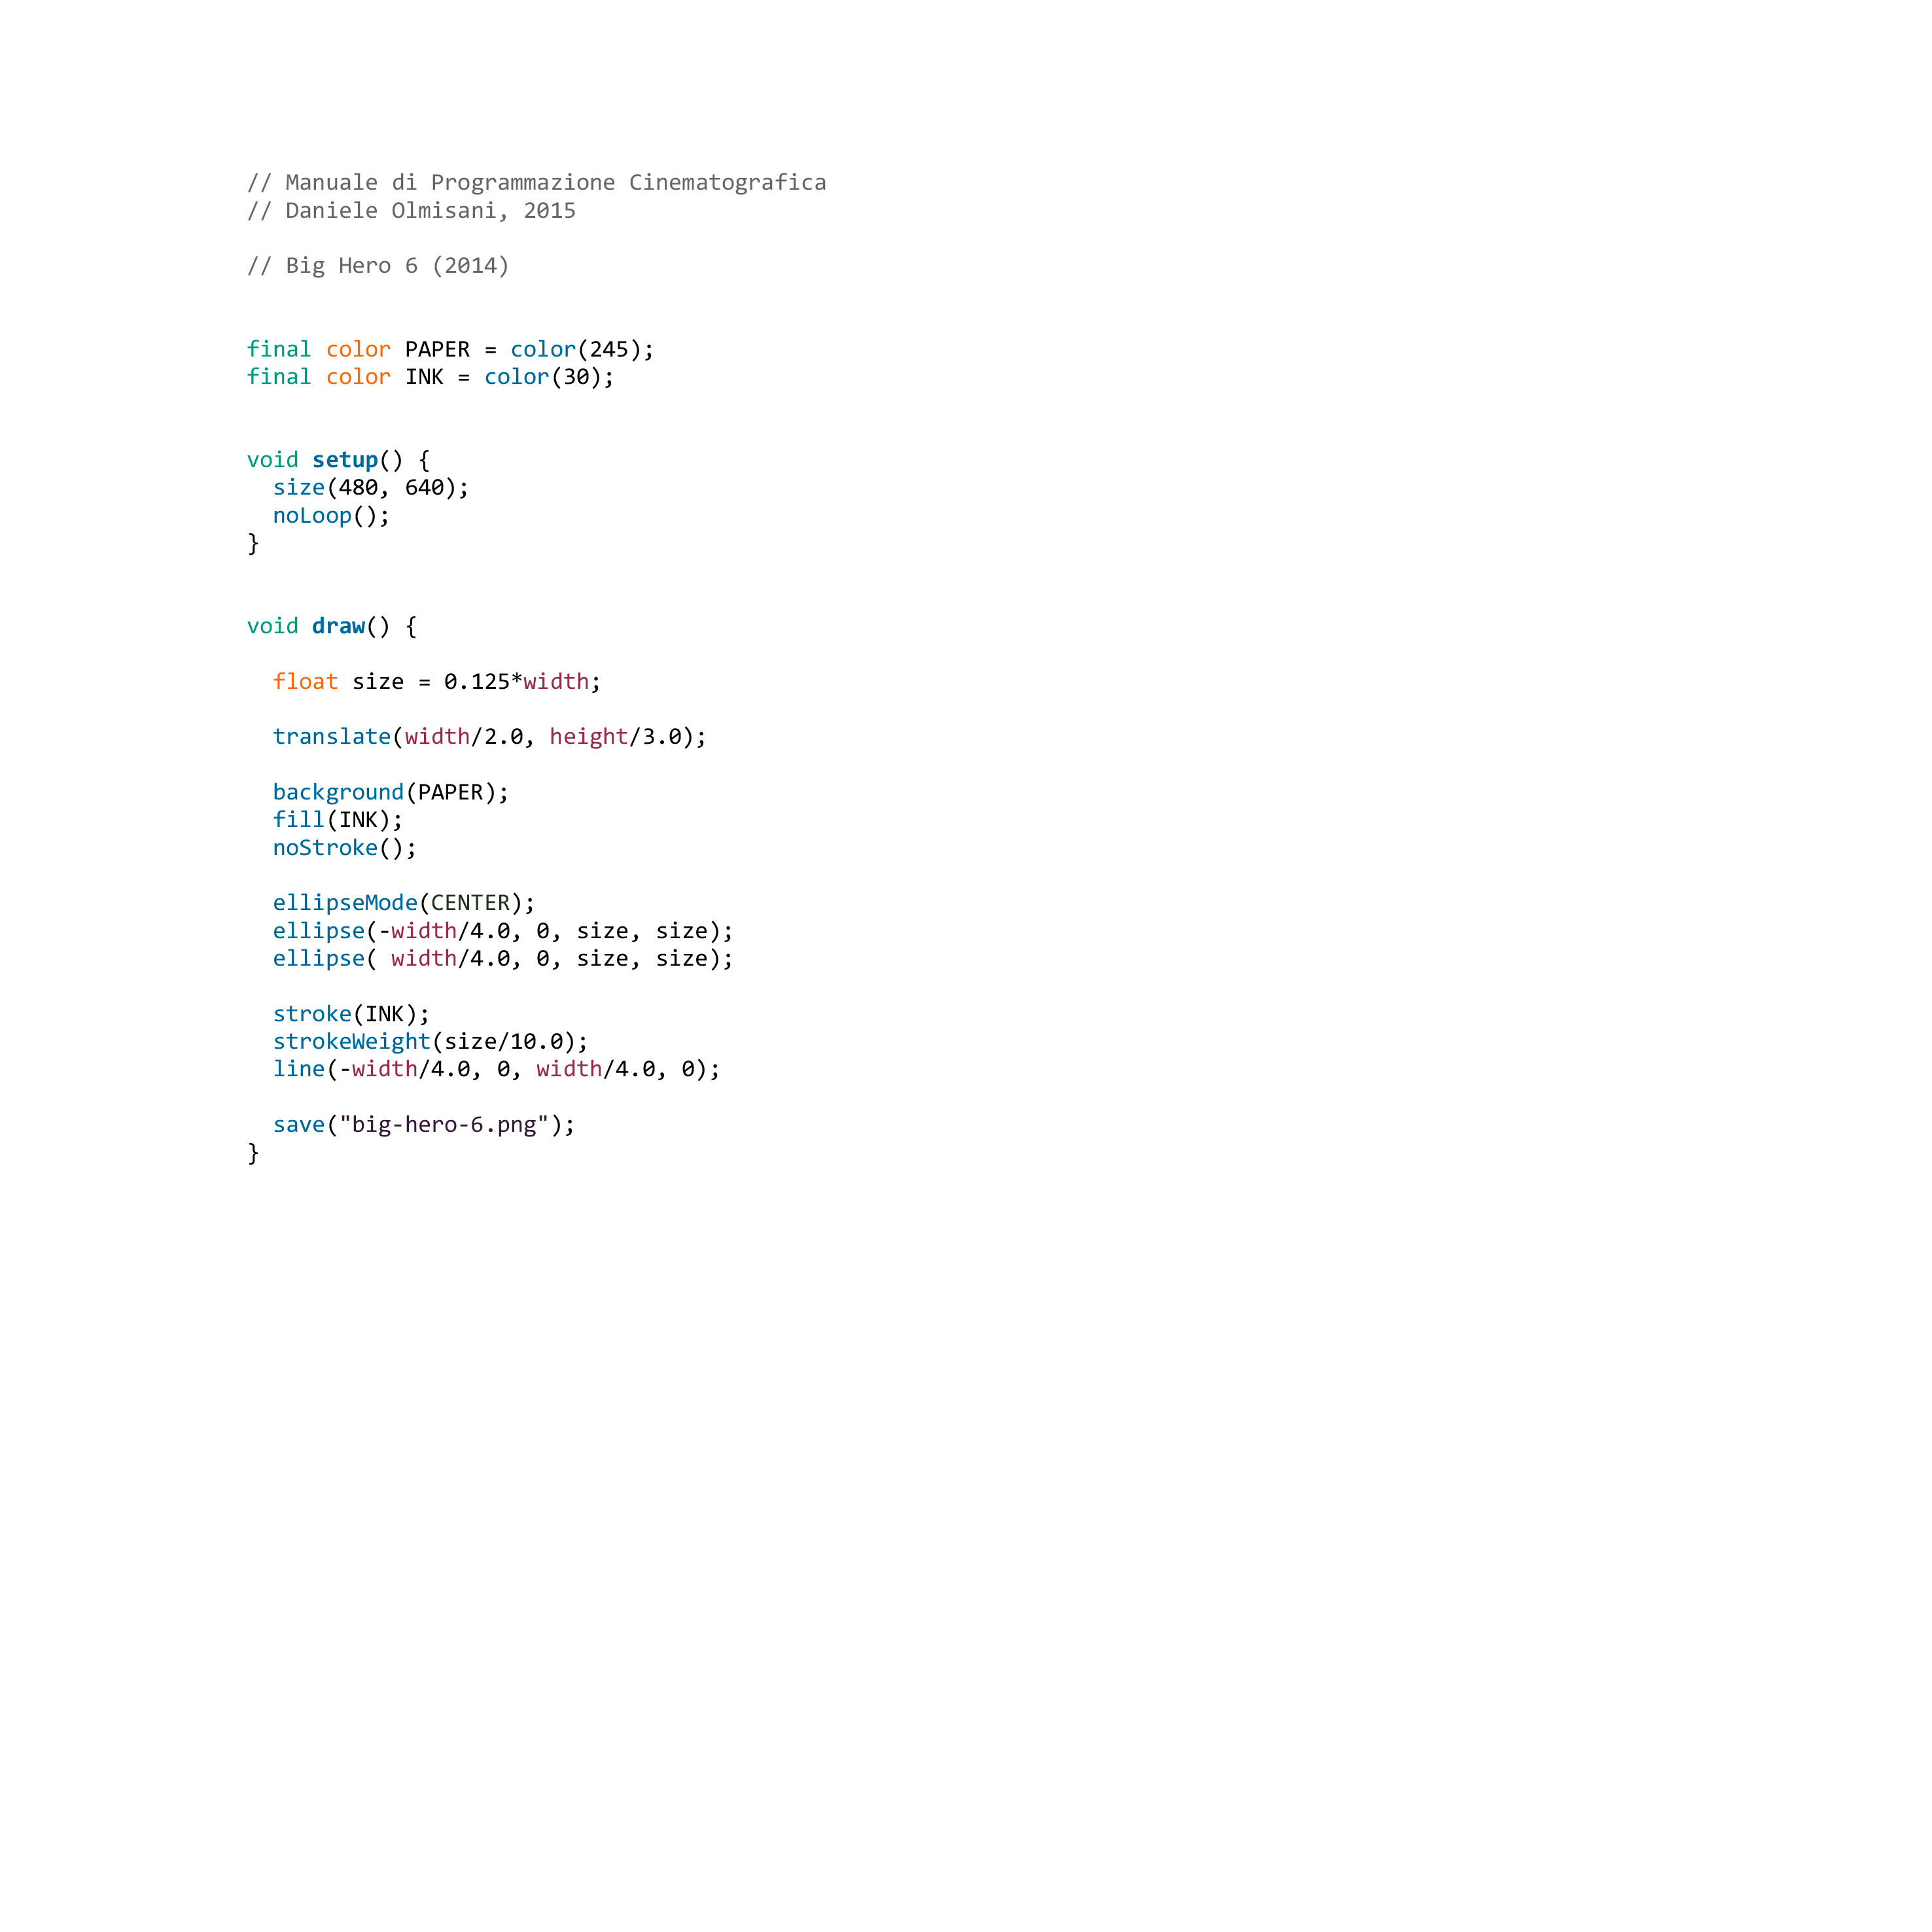 // Manuale di Programmazione Cinematografica
// Daniele Olmisani, 2015
// Big Hero 6 (2014)
final color PAPER = color(245);
final color INK = color(30);
void setup() {
  size(480, 640);
  noLoop();
}
void draw() {
  float size = 0.125*width;
  translate(width/2.0, height/3.0);
  background(PAPER);
  fill(INK);
  noStroke();
  ellipseMode(CENTER);
  ellipse(-width/4.0, 0, size, size);
  ellipse( width/4.0, 0, size, size);
  stroke(INK);
  strokeWeight(size/10.0);
  line(-width/4.0, 0, width/4.0, 0);
  save("big-hero-6.png");
}